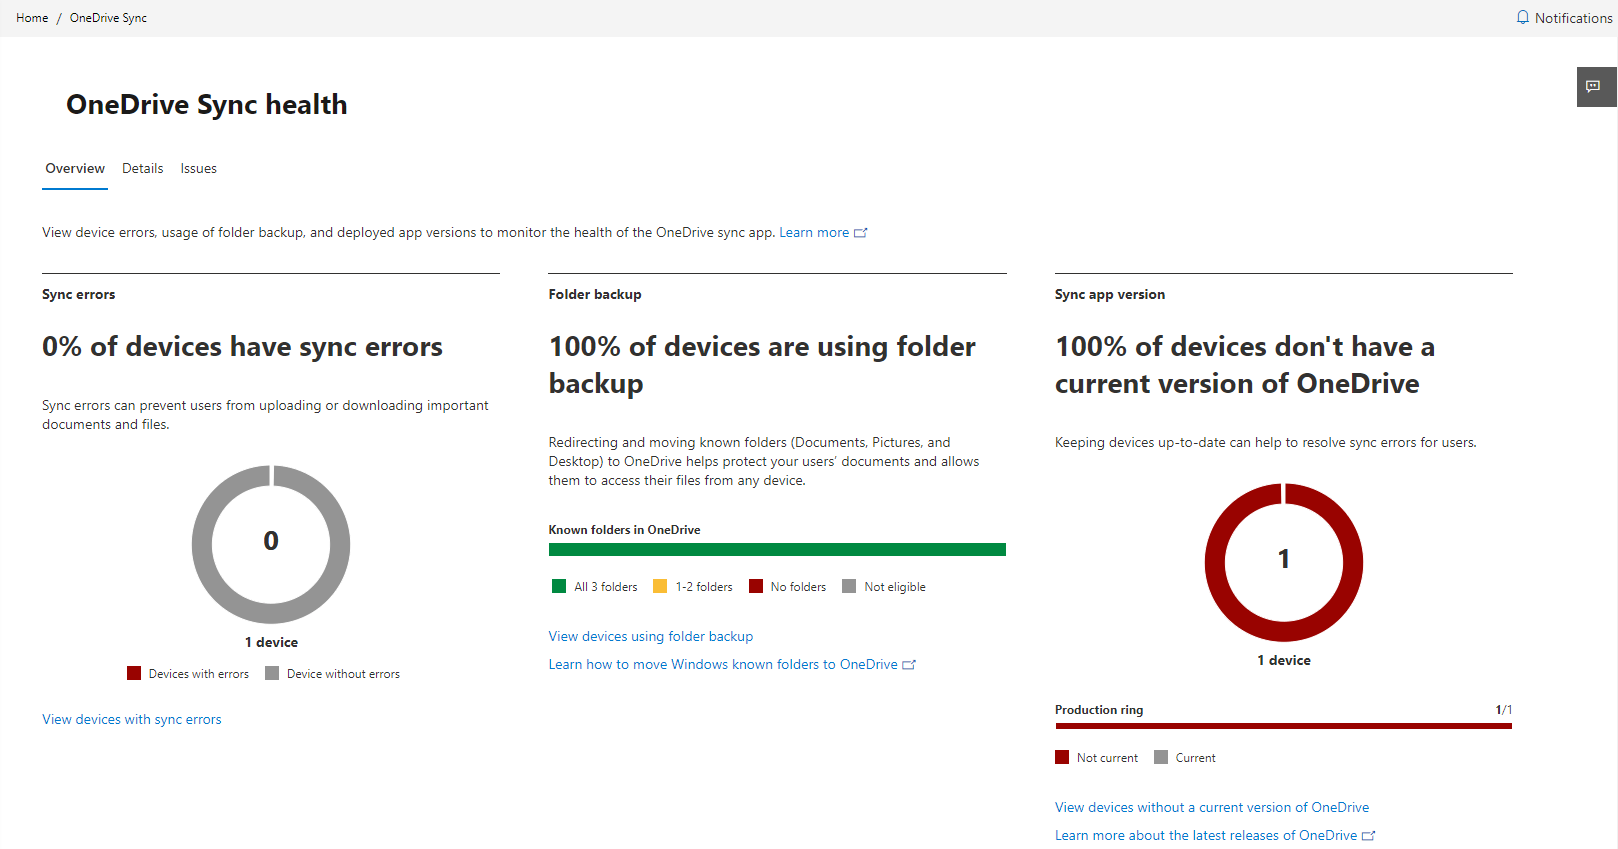 Home / OneDrive Sync
Notifications
OneDrive Sync health
Overview Details Issues
View device errors, usage of folder backup, and deployed app versions to monitor the health of the OneDrive sync app. Learn more
Sync errors
0% of devices have sync errors
Sync errors can prevent users from uploading or downloading important
documents and files.
0
1 device
Devices with errors Device without errors
View devices with sync errors
Folder backup
100% of devices are using folder
backup
Redirecting and moving known folders (Documents, Pictures, and
Desktop) to OneDrive helps protect your users’ documents and allows
them to access their files from any device.
Known folders in OneDrive
All 3 folders 1-2 folders No folders Not eligible
View devices using folder backup
Learn how to move Windows known folders to OneDrive
Sync app version
100% of devices don't have a
current version of OneDrive
Keeping devices up-to-date can help to resolve sync errors for users.
1
1 device
Production ring 1/1
Not current Current
View devices without a current version of OneDrive
Learn more about the latest releases of OneDrive